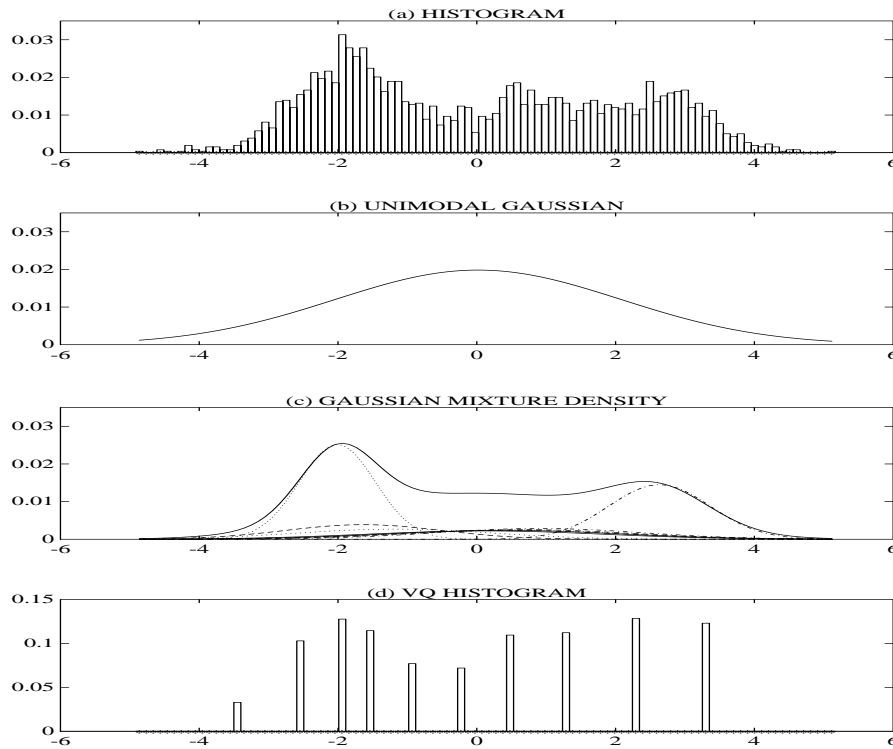 (a) HISTOGRAM
0.03
0.02
0.01
0
-6 -4 -2 0 2 4 6
(b) UNIMODAL GAUSSIAN
0.03
0.02
0.01
0
-6 -4 -2 0 2 4 6
(c) GAUSSIAN MIXTURE DENSITY
0.03
0.02
0.01
0
-6 -4 -2 0 2 4 6
(d) VQ HISTOGRAM
0.15
0.1
0.05
0
-6 -4 -2 0 2 4 6